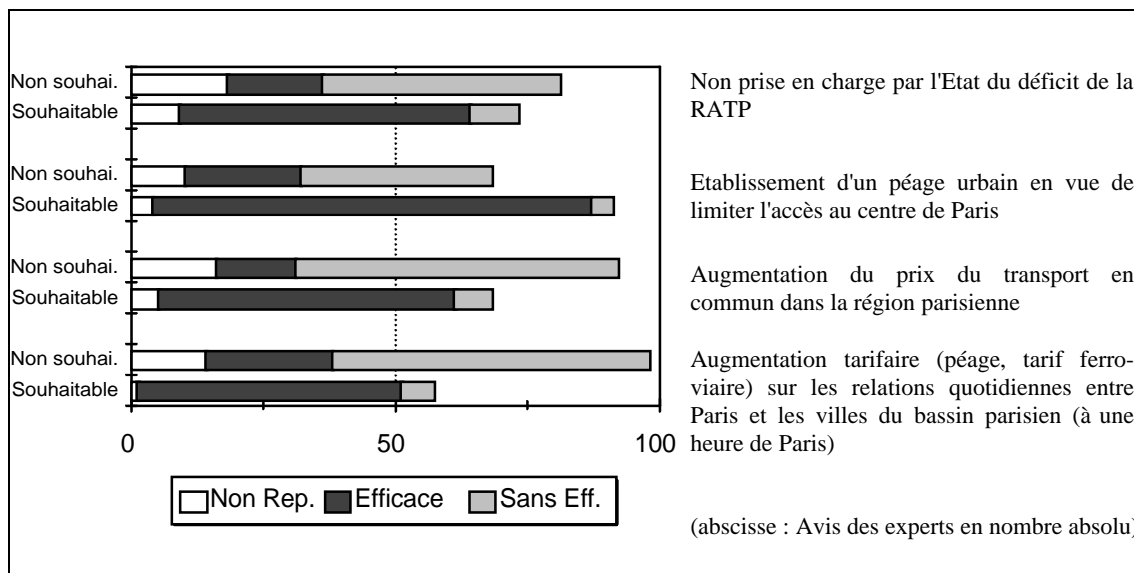 Non souhai.
Souhaitable
Non prise en charge par l'Etat du déficit de la
RATP
Non souhai.
Souhaitable
Etablissement d'un péage urbain en vue de
limiter l'accès au centre de Paris
Non souhai.
Souhaitable
Augmentation du prix du transport en
commun dans la région parisienne
Non souhai.
Souhaitable
Augmentation tarifaire (péage, tarif ferro-
viaire) sur les relations quotidiennes entre
Paris et les villes du bassin parisien (à une
heure de Paris)
0 50 100
Non Rep. Efficace Sans Eff.
(abscisse : Avis des experts en nombre absolu)